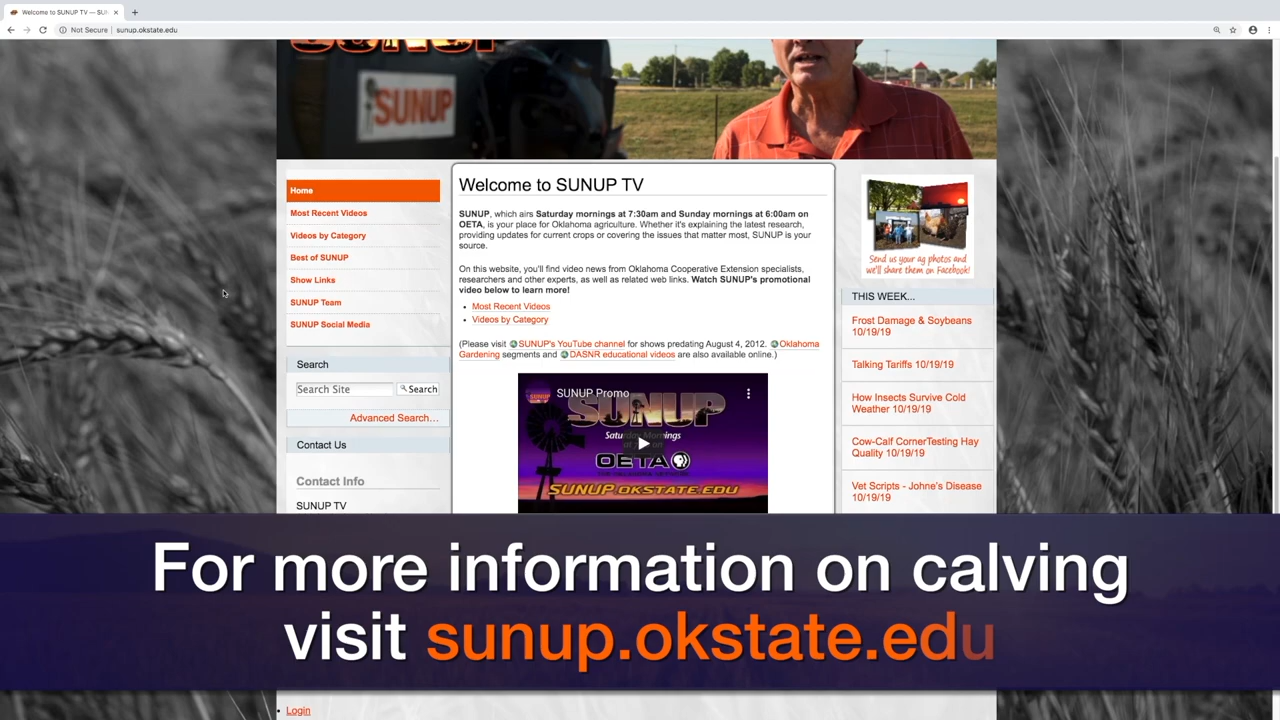 Welcome to SUNUP TV — SUN
Not Secure | sunup.okstate.edu
SUNUP
SUNUP
Home
Most Recent Videos
Videos by Category
Best of SUNUP
Show Links
SUNUP Team
SUNUP Social Media
Search
Search Site
Search
Advanced Search…
Contact Us
Contact Info
SUNUP TV
Welcome to SUNUP TV
SUNUP, which airs Saturday mornings at 7:30am and Sunday mornings at 6:00am on
OETA, is your place for Oklahoma agriculture. Whether it's explaining the latest research,
providing updates for current crops or covering the issues that matter most, SUNUP is your
source.
On this website, you'll find video news from Oklahoma Cooperative Extension specialists,
researchers and other experts, as well as related web links. Watch SUNUP's promotional
video below to learn more!
Most Recent Videos
Videos by Category
(Please visit SUNUP's YouTube channel for shows predating August 4, 2012. Oklahoma
Gardening segments and DASNR educational videos are also available online.)
SUNUP Promo
SUNUP
Saturday Mornings
OETA
SUNUP.OKSTATE.EDU
Send us your ag photos and
we'll share them on Facebook!
THIS WEEK...
Frost Damage & Soybeans
10/19/19
Talking Tariffs 10/19/19
How Insects Survive Cold
Weather 10/19/19
Cow-Calf CornerTesting Hay
Quality 10/19/19
Vet Scripts - Johne's Disease
10/19/19
For more information on calving
visit sunup.okstate.edu
Login